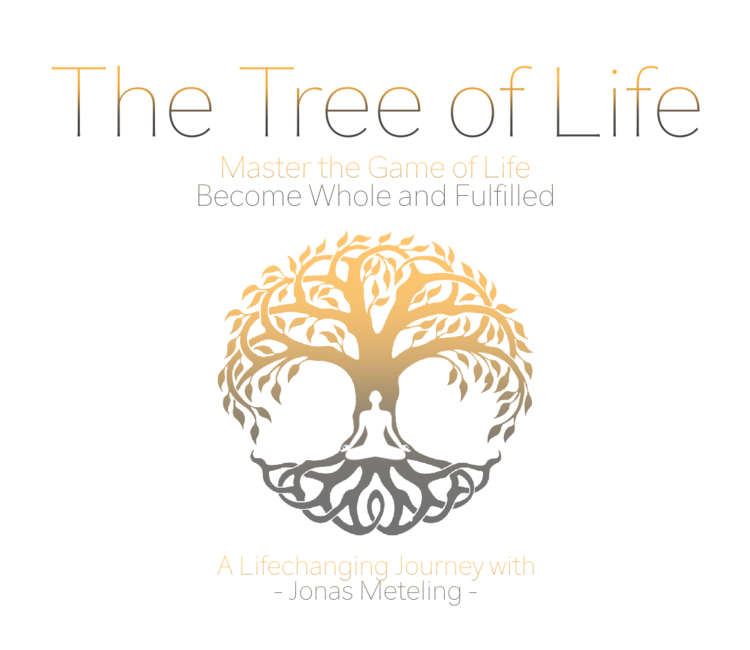 The Tree of Life
Master the Game of Life
Become Whole and Fulfilled
A Lifechanging Journey with
- Jonas Meteling -